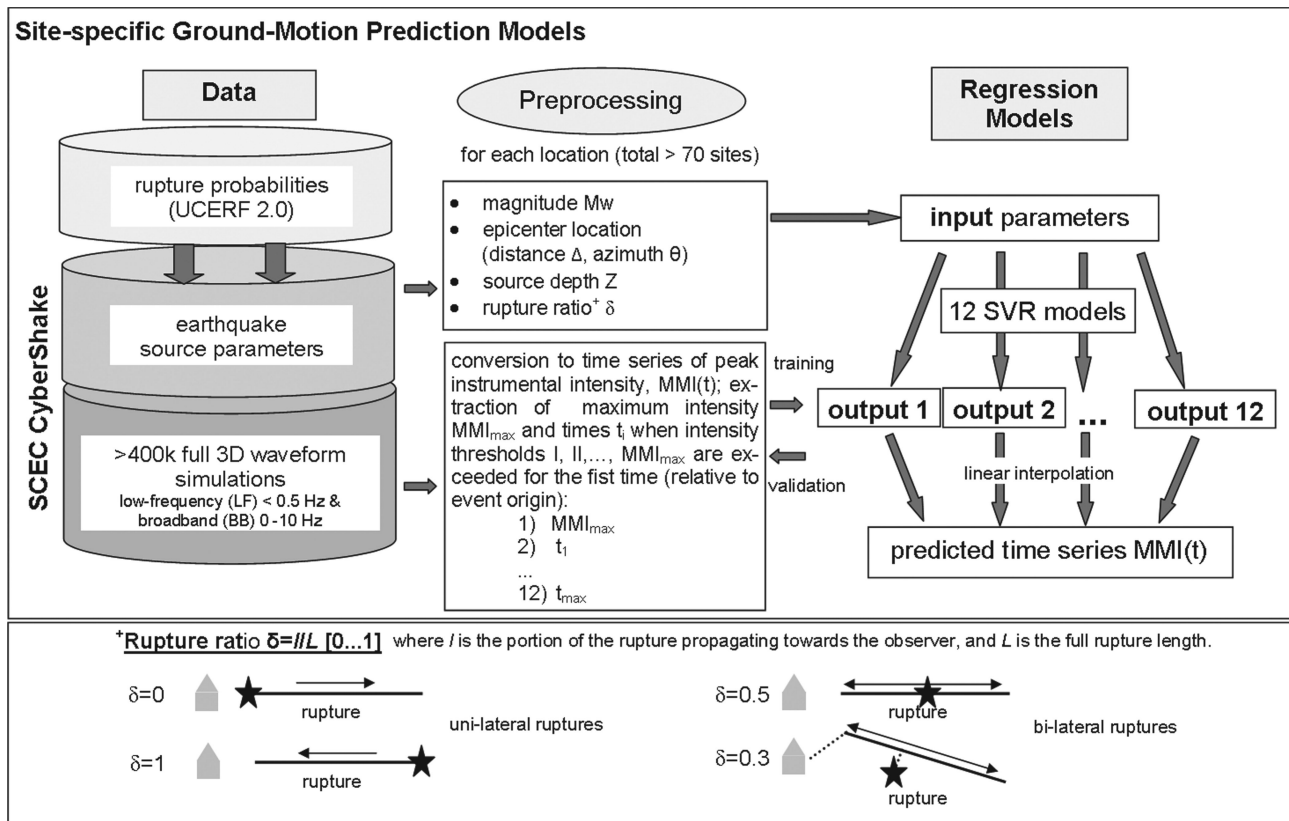 Site-specific Ground-Motion Prediction Models
Data
Preprocessing
Regression
Models
SCEC CyberShake
rupture probabilities
(UCERF 2.0)
earthquake
source parameters
>400k full 3D waveform
simulations
low-frequency (LF) < 0.5 Hz &
broadband (BB) 0 -10 Hz
for each location (total > 70 sites)
● magnitude Mw
● epicenter location
(distance Δ, azimuth θ)
● source depth Z
● rupture ratio⁺ δ
conversion to time series of peak
instrumental intensity, MMI(t); ex-
traction of maximum intensity
MMImax and times ti when intensity
thresholds I, II,..., MMImax are ex-
ceeded for the fist time (relative to
event origin):
1) MMImax
2) t1
...
12) tmax
training
validation
input parameters
12 SVR models
output 1
output 2
...
output 12
linear interpolation
predicted time series MMI(t)
⁺Rupture ratio δ=l/L [0...1] where l is the portion of the rupture propagating towards the observer, and L is the full rupture length.
δ=0
rupture
δ=1
rupture
uni-lateral ruptures
δ=0.5
rupture
δ=0.3
rupture
bi-lateral ruptures